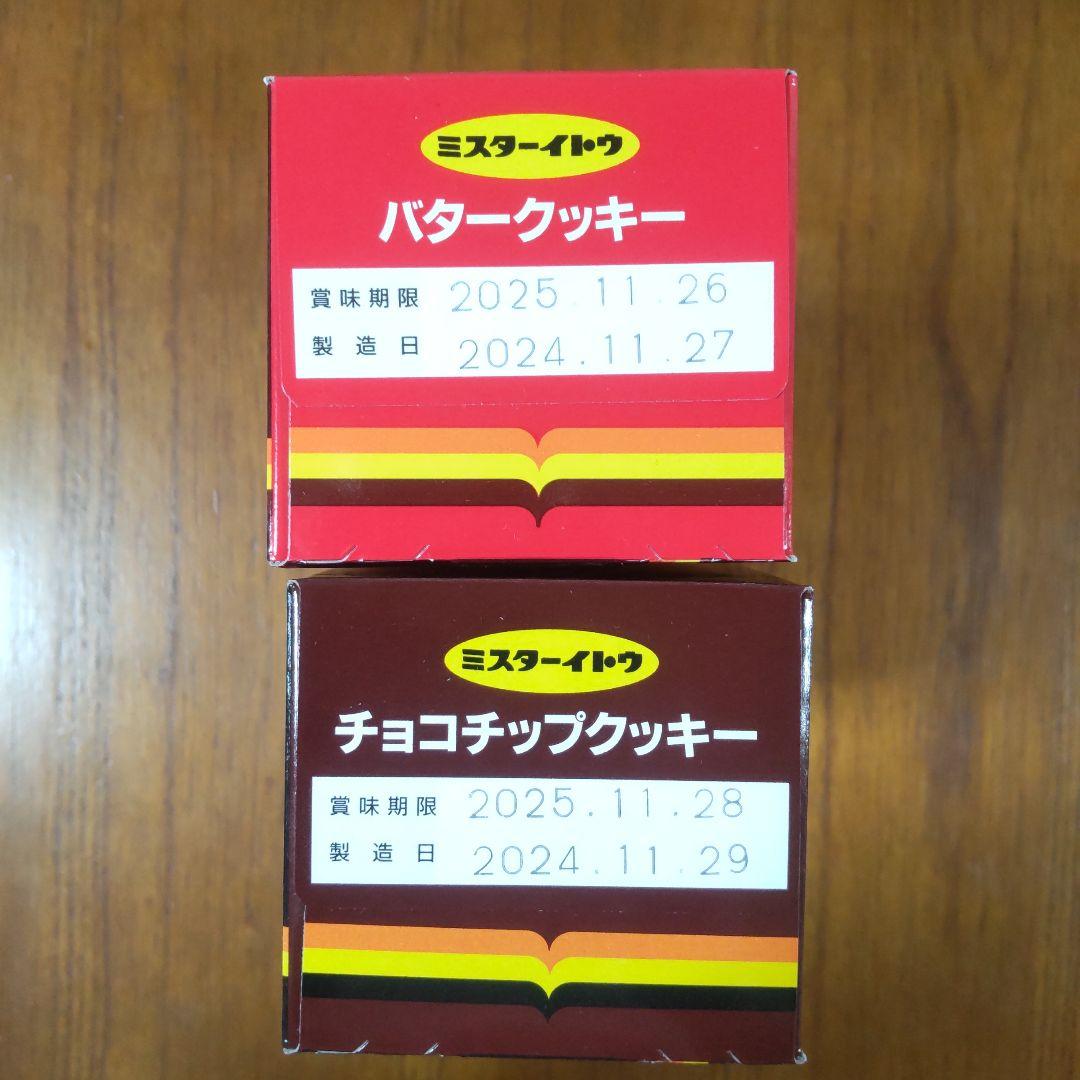 ミスターイトウ
バタークッキー
賞味期限 2025.11.26
製造日 2024.11.27
ミスターイトウ
チョコチップクッキー
賞味期限 2025.11.28
製造日 2024.11.29